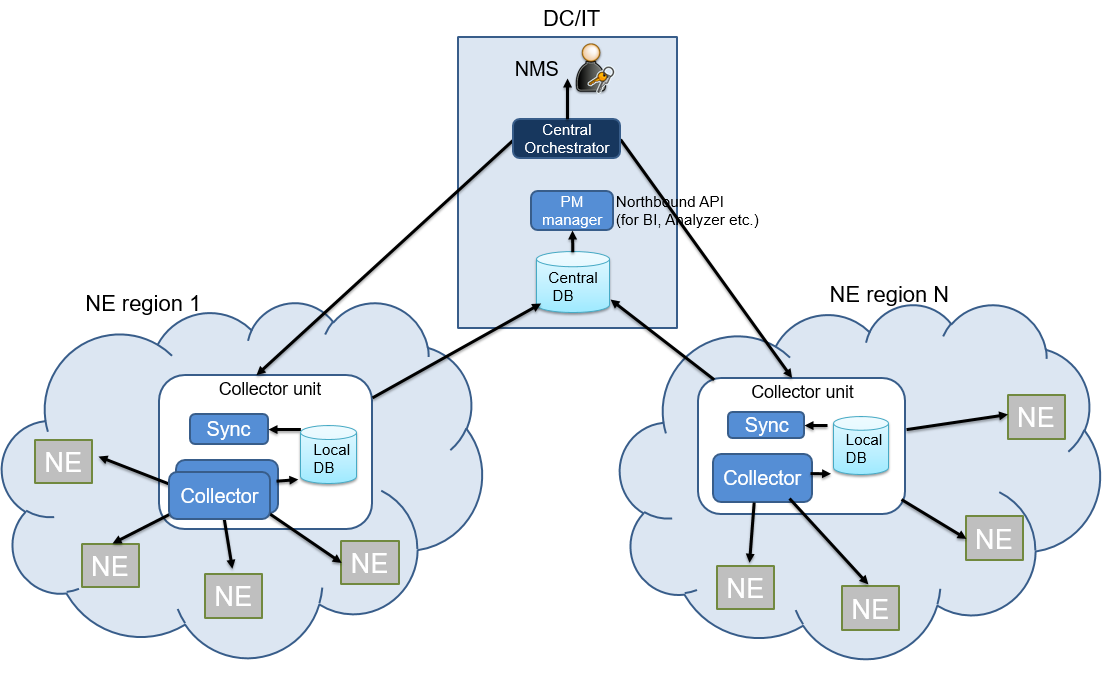 DC/IT
NMS
Central
Orchestrator
PM
manager
Northbound API
(for BI, Analyzer etc.)
Central
DB
NE region 1
Collector unit
Sync
Local
DB
Collector
NE
NE
NE
NE
NE region N
Collector unit
Sync
Local
DB
Collector
NE
NE
NE
NE